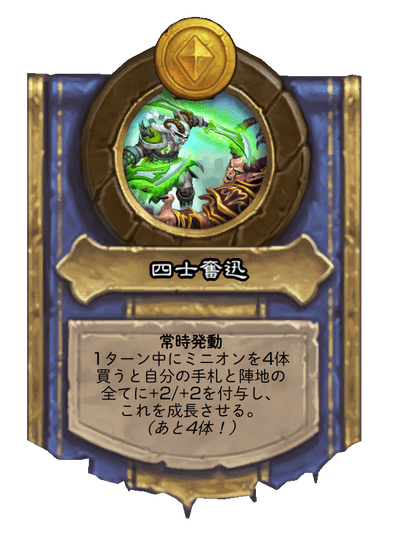 四士奮迅
常時発動
1ターン中にミニオンを4体
買うと自分の手札と陣地の
全てに+2/+2を付与し、
これを成長させる。
(あと4体!)